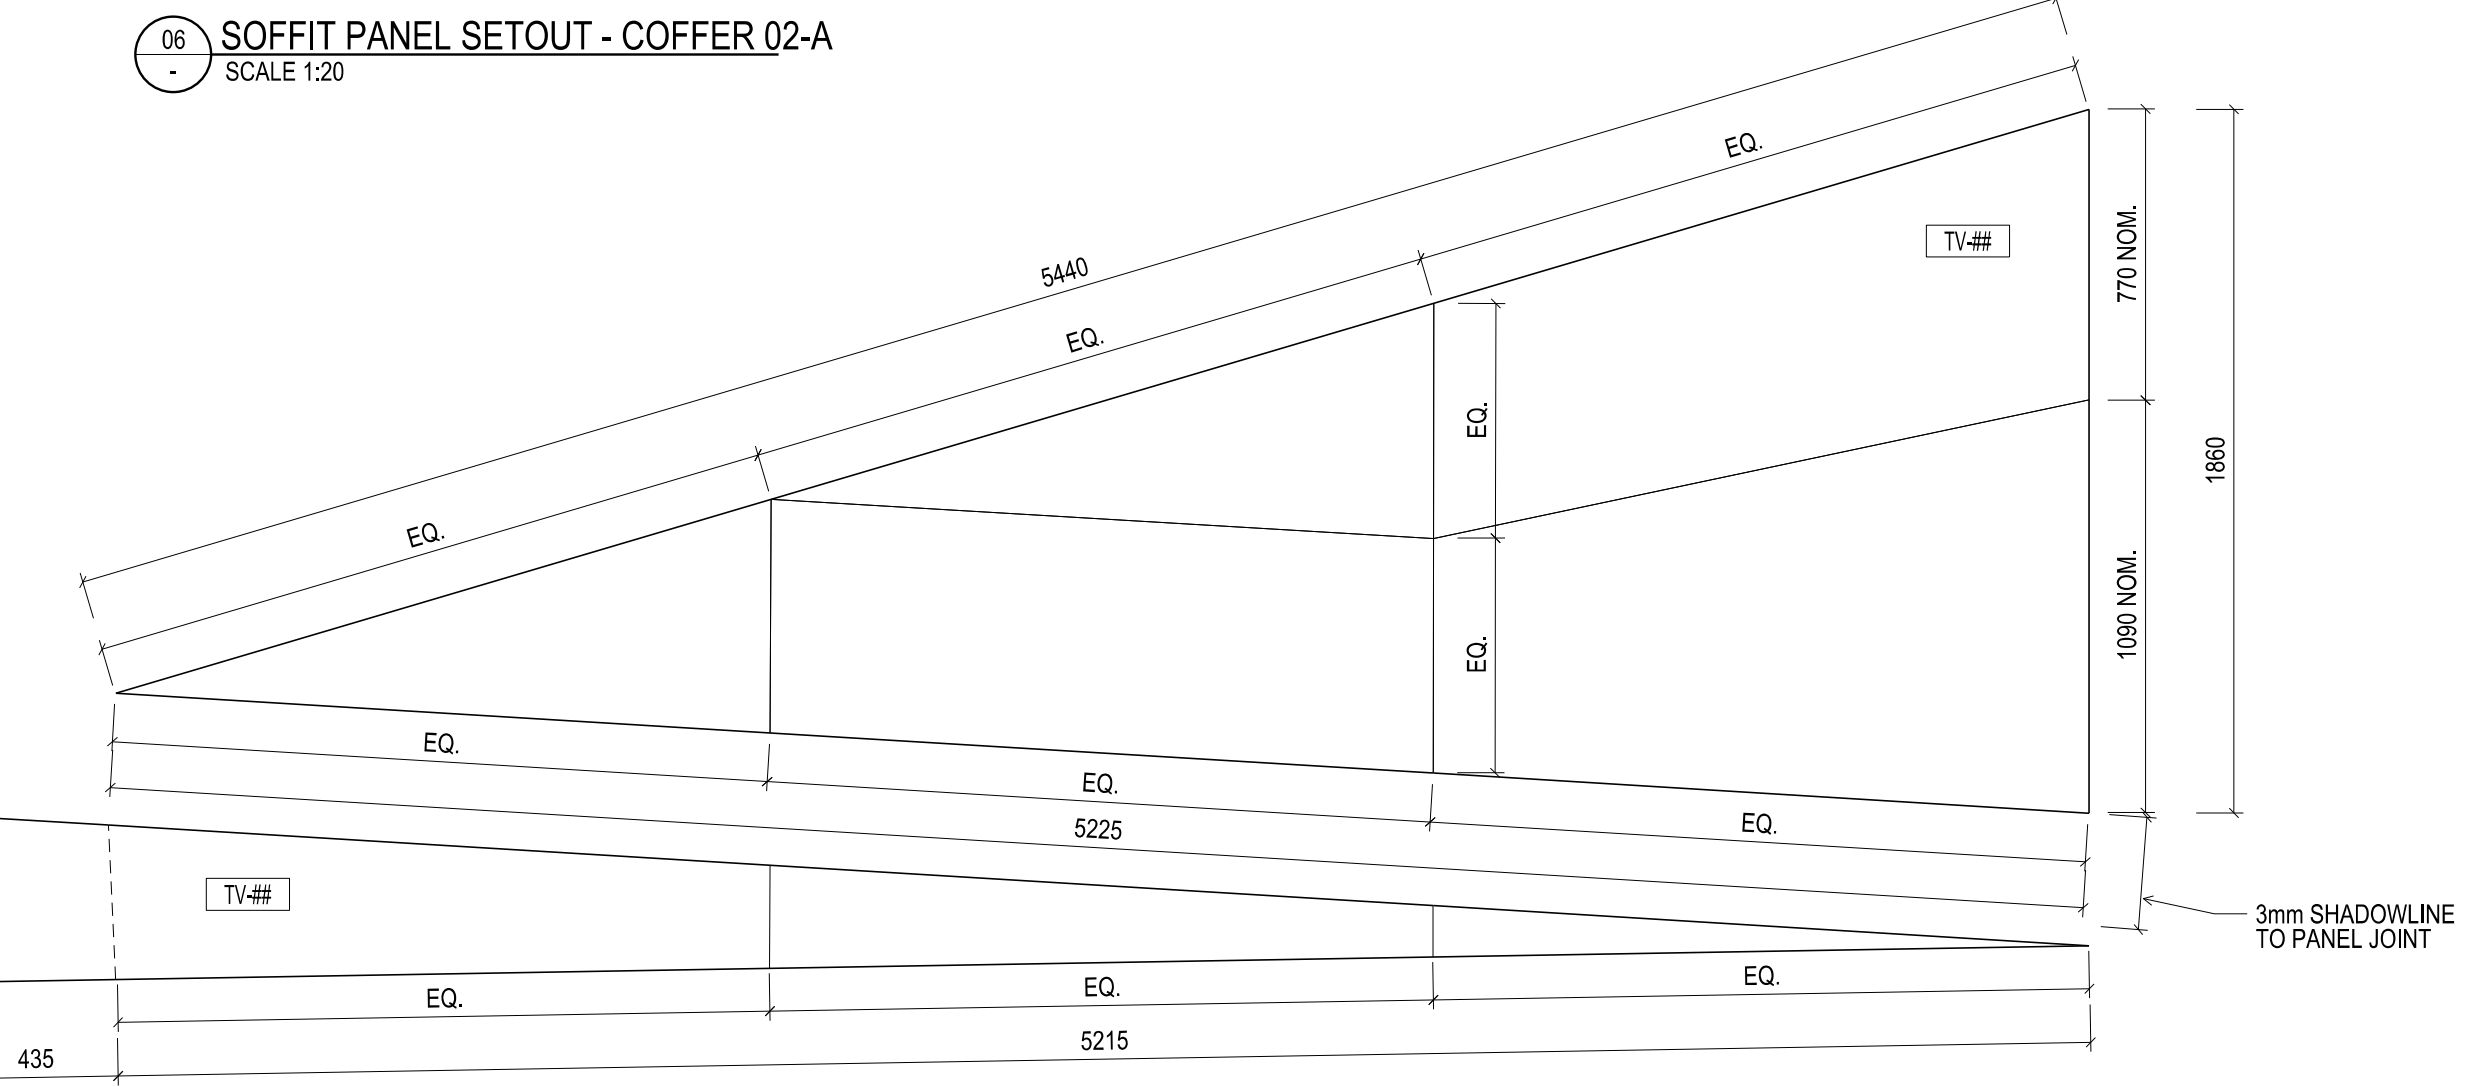 06
-
SOFFIT PANEL SETOUT - COFFER 02-A
SCALE 1:20
EQ.
770 NOM.
TV-##
5440
EQ.
EQ.
1860
EQ.
1090 NOM.
EQ.
EQ.
EQ.
EQ.
5225
TV-##
3mm SHADOWLINE
TO PANEL JOINT
EQ.
EQ.
EQ.
435
5215